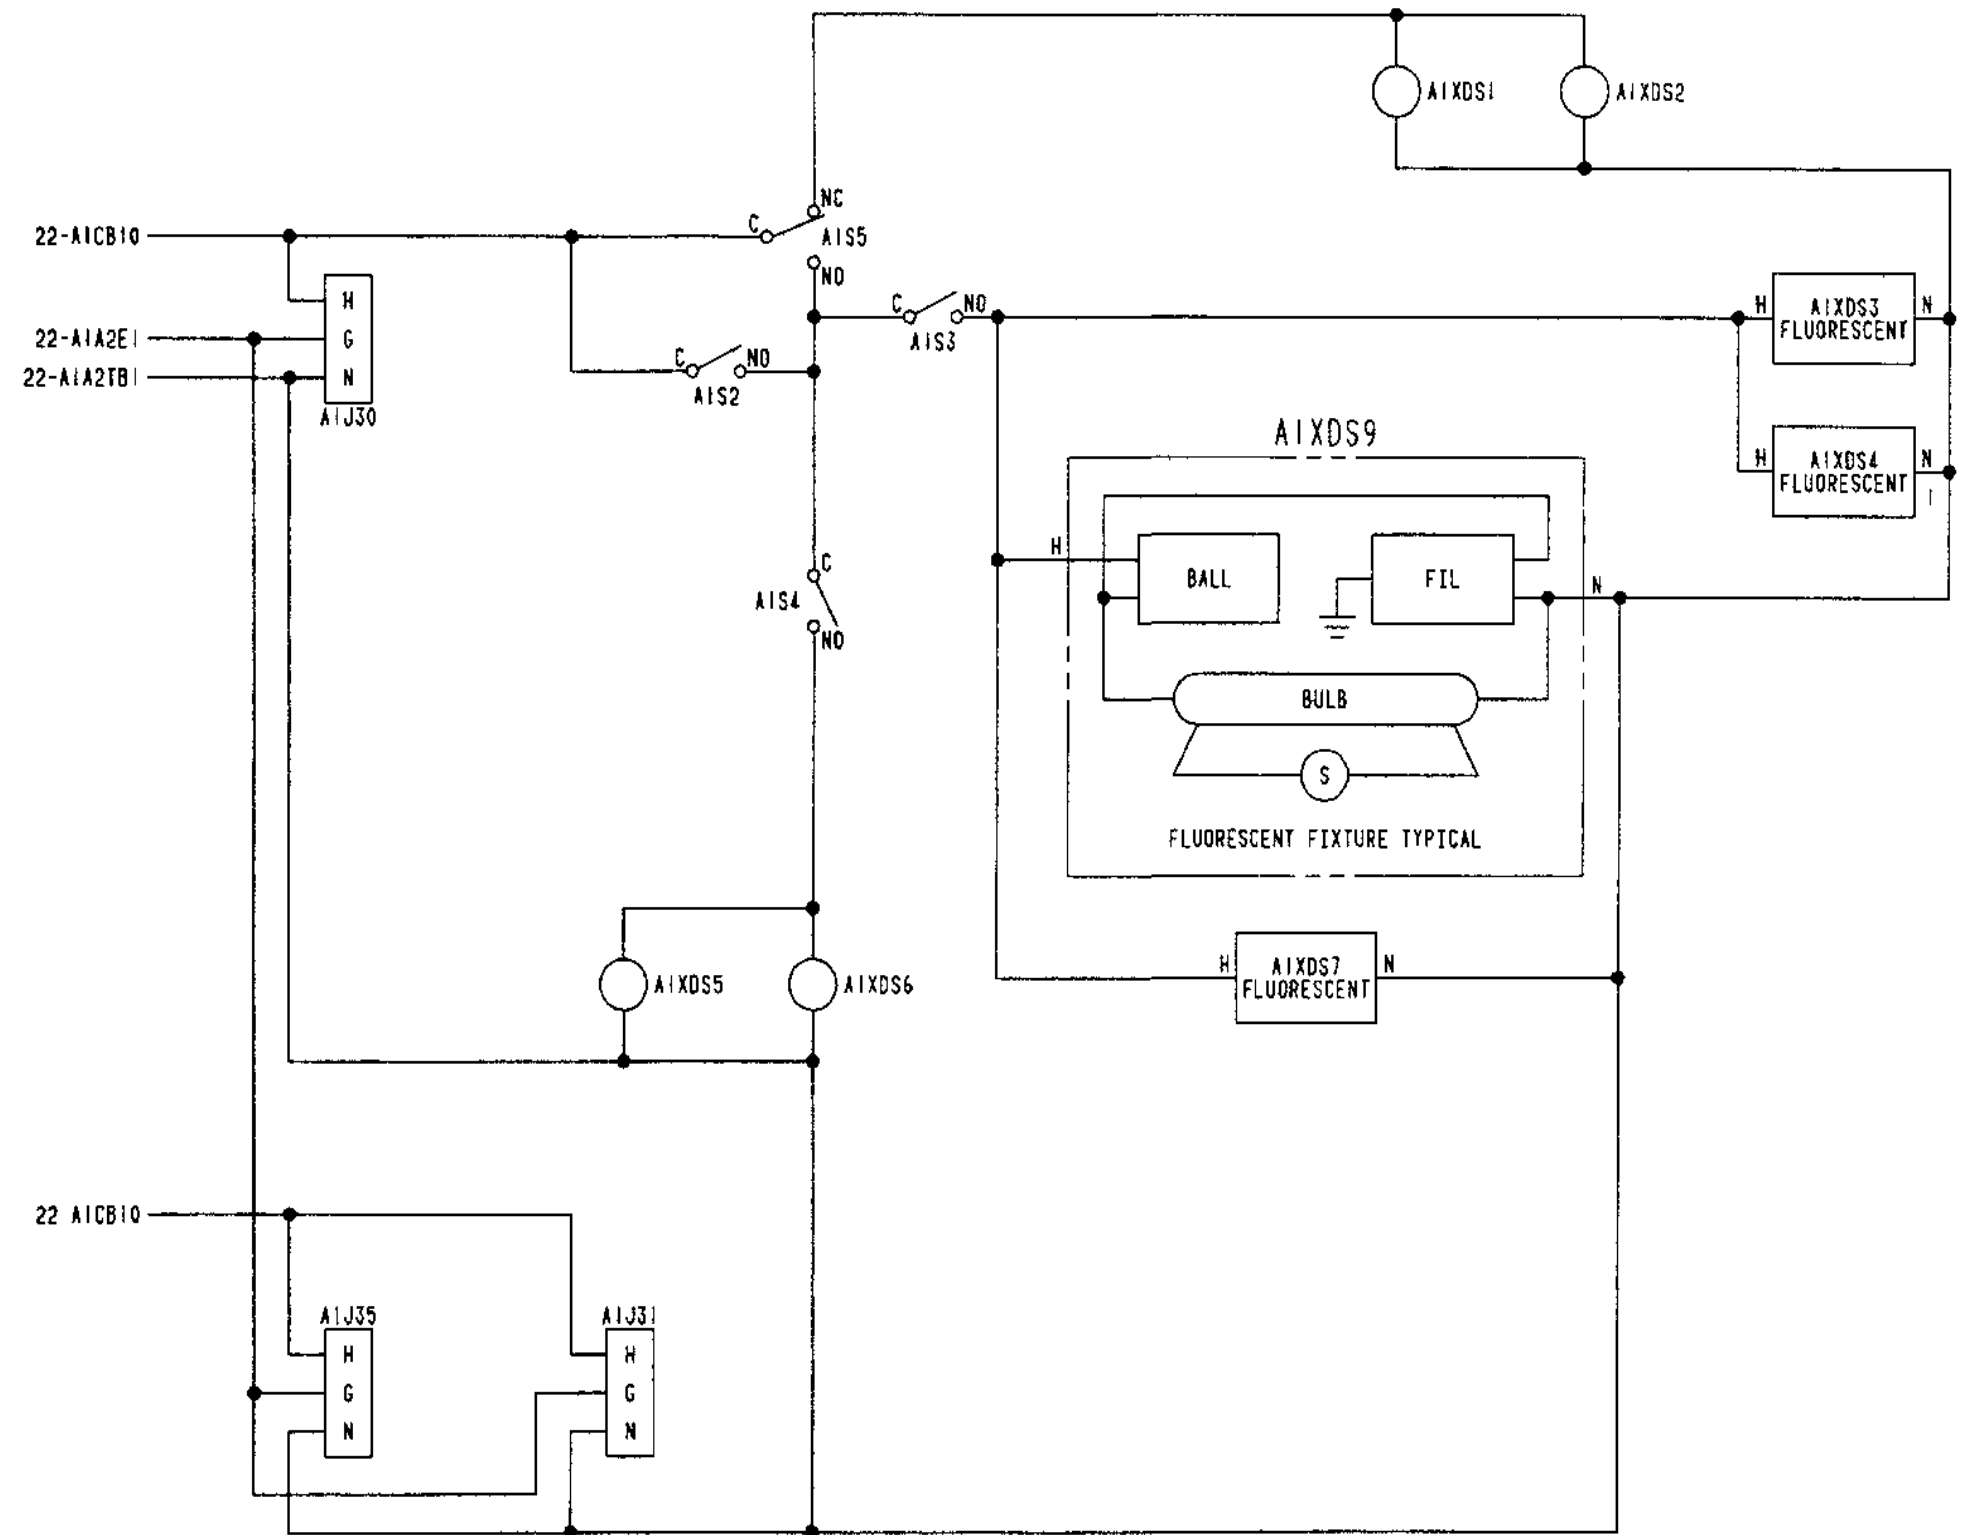 A1XDS1
A1XDS2
NC
C
A1S5
NO
22-A1CB10
H
22-A1A2E1
G
22-A1A2TB1
N
A1J30
C
NO
A1S3
C
NO
A1S2
H
A1XDS3
FLUORESCENT
N
H
A1XDS4
FLUORESCENT
N
A1XDS9
H
BALL
FIL
N
C
A1S4
NO
BULB
S
FLUORESCENT FIXTURE TYPICAL
A1XDS5
A1XDS6
H
A1XDS7
FLUORESCENT
N
22 A1CB10
A1J35
H
G
N
A1J31
H
G
N